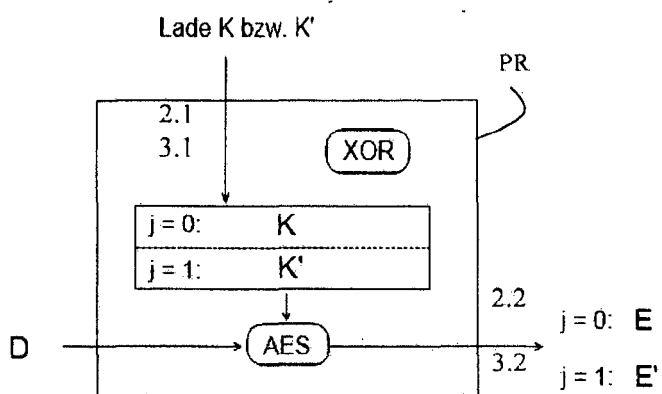 Lade K bzw. K'
PR
2.1
3.1
XOR
j = 0: K
j = 1: K'
2.2
j = 0: E
D
AES
3.2
j = 1: E'